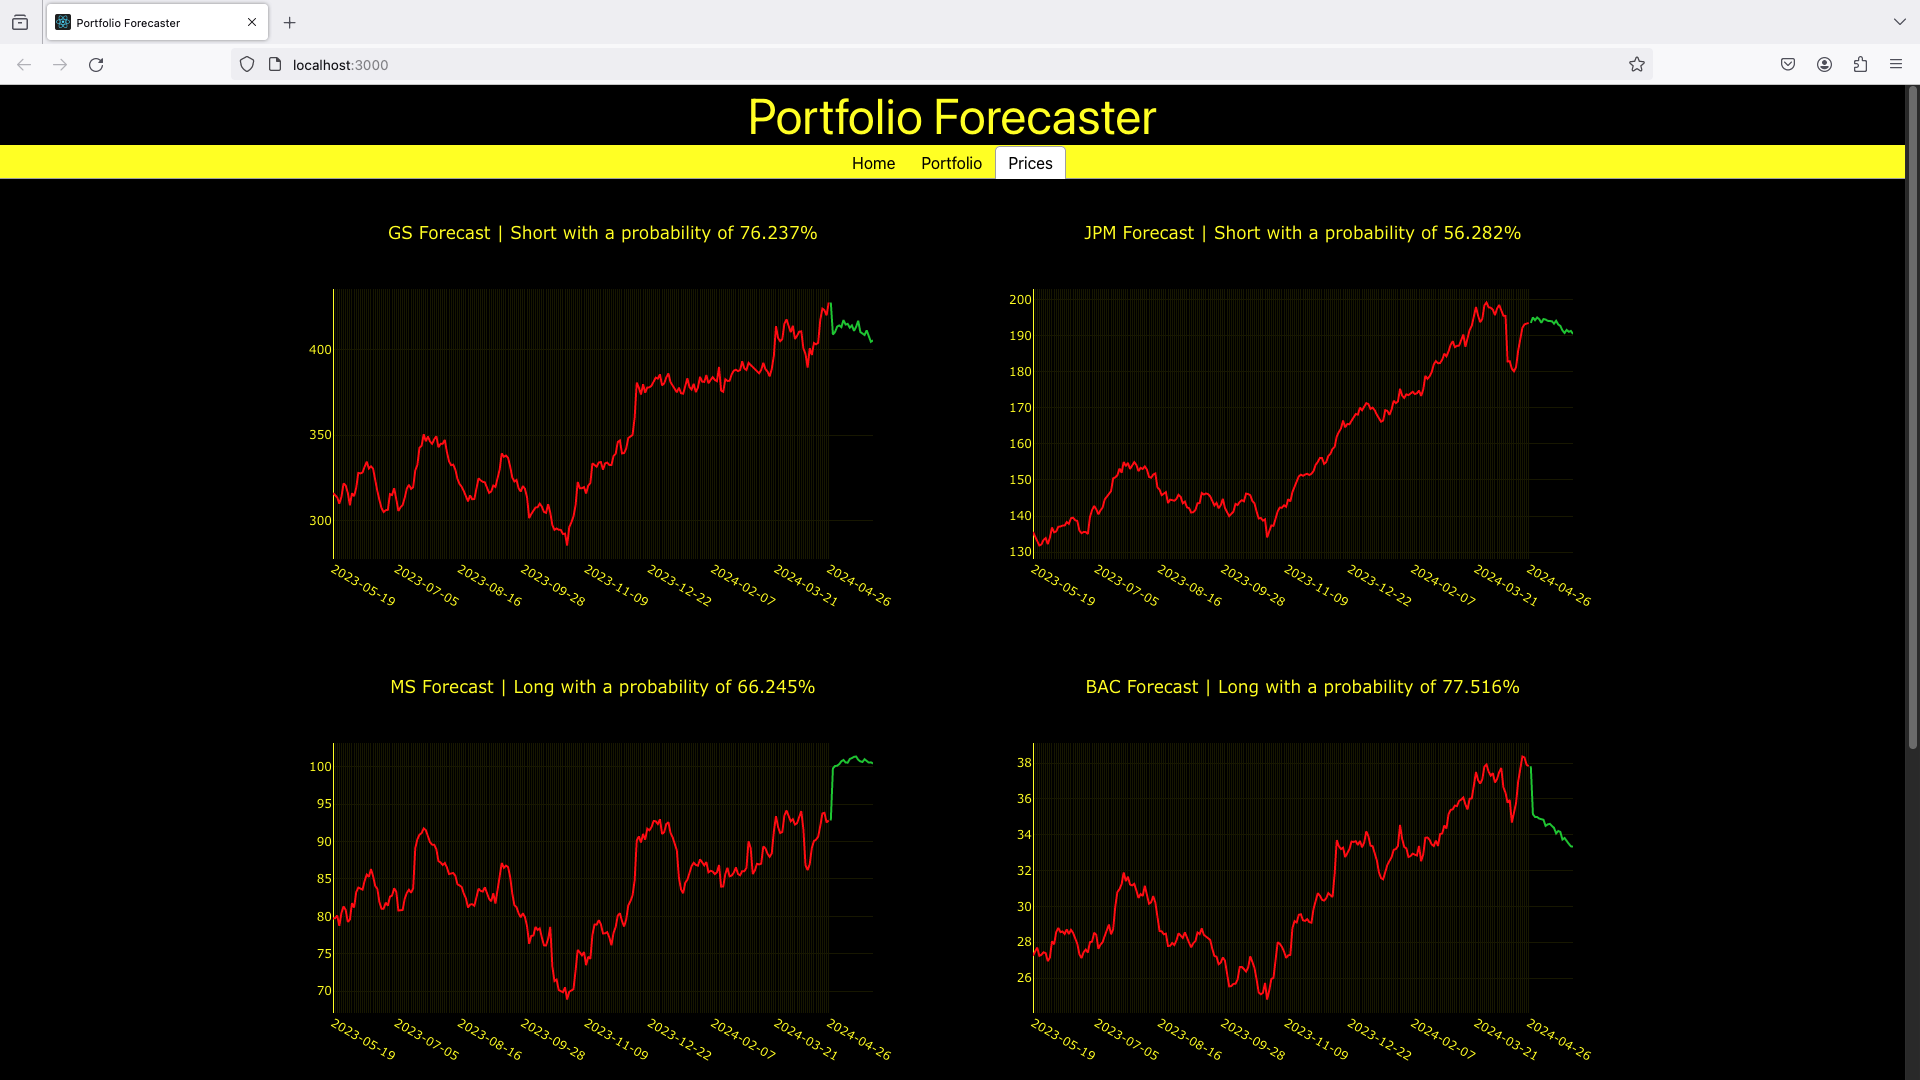 Portfolio Forecaster
localhost:3000
Portfolio Forecaster
Home Portfolio Prices
GS Forecast | Short with a probability of 76.237%
400
350
300
2023-05-19 2023-07-05 2023-08-16 2023-09-28 2023-11-09 2023-12-22 2024-02-07 2024-03-21 2024-04-26
JPM Forecast | Short with a probability of 56.282%
200
190
180
170
160
150
140
130
2023-05-19 2023-07-05 2023-08-16 2023-09-28 2023-11-09 2023-12-22 2024-02-07 2024-03-21 2024-04-26
MS Forecast | Long with a probability of 66.245%
100
95
90
85
80
75
70
2023-05-19 2023-07-05 2023-08-16 2023-09-28 2023-11-09 2023-12-22 2024-02-07 2024-03-21 2024-04-26
BAC Forecast | Long with a probability of 77.516%
38
36
34
32
30
28
26
2023-05-19 2023-07-05 2023-08-16 2023-09-28 2023-11-09 2023-12-22 2024-02-07 2024-03-21 2024-04-26